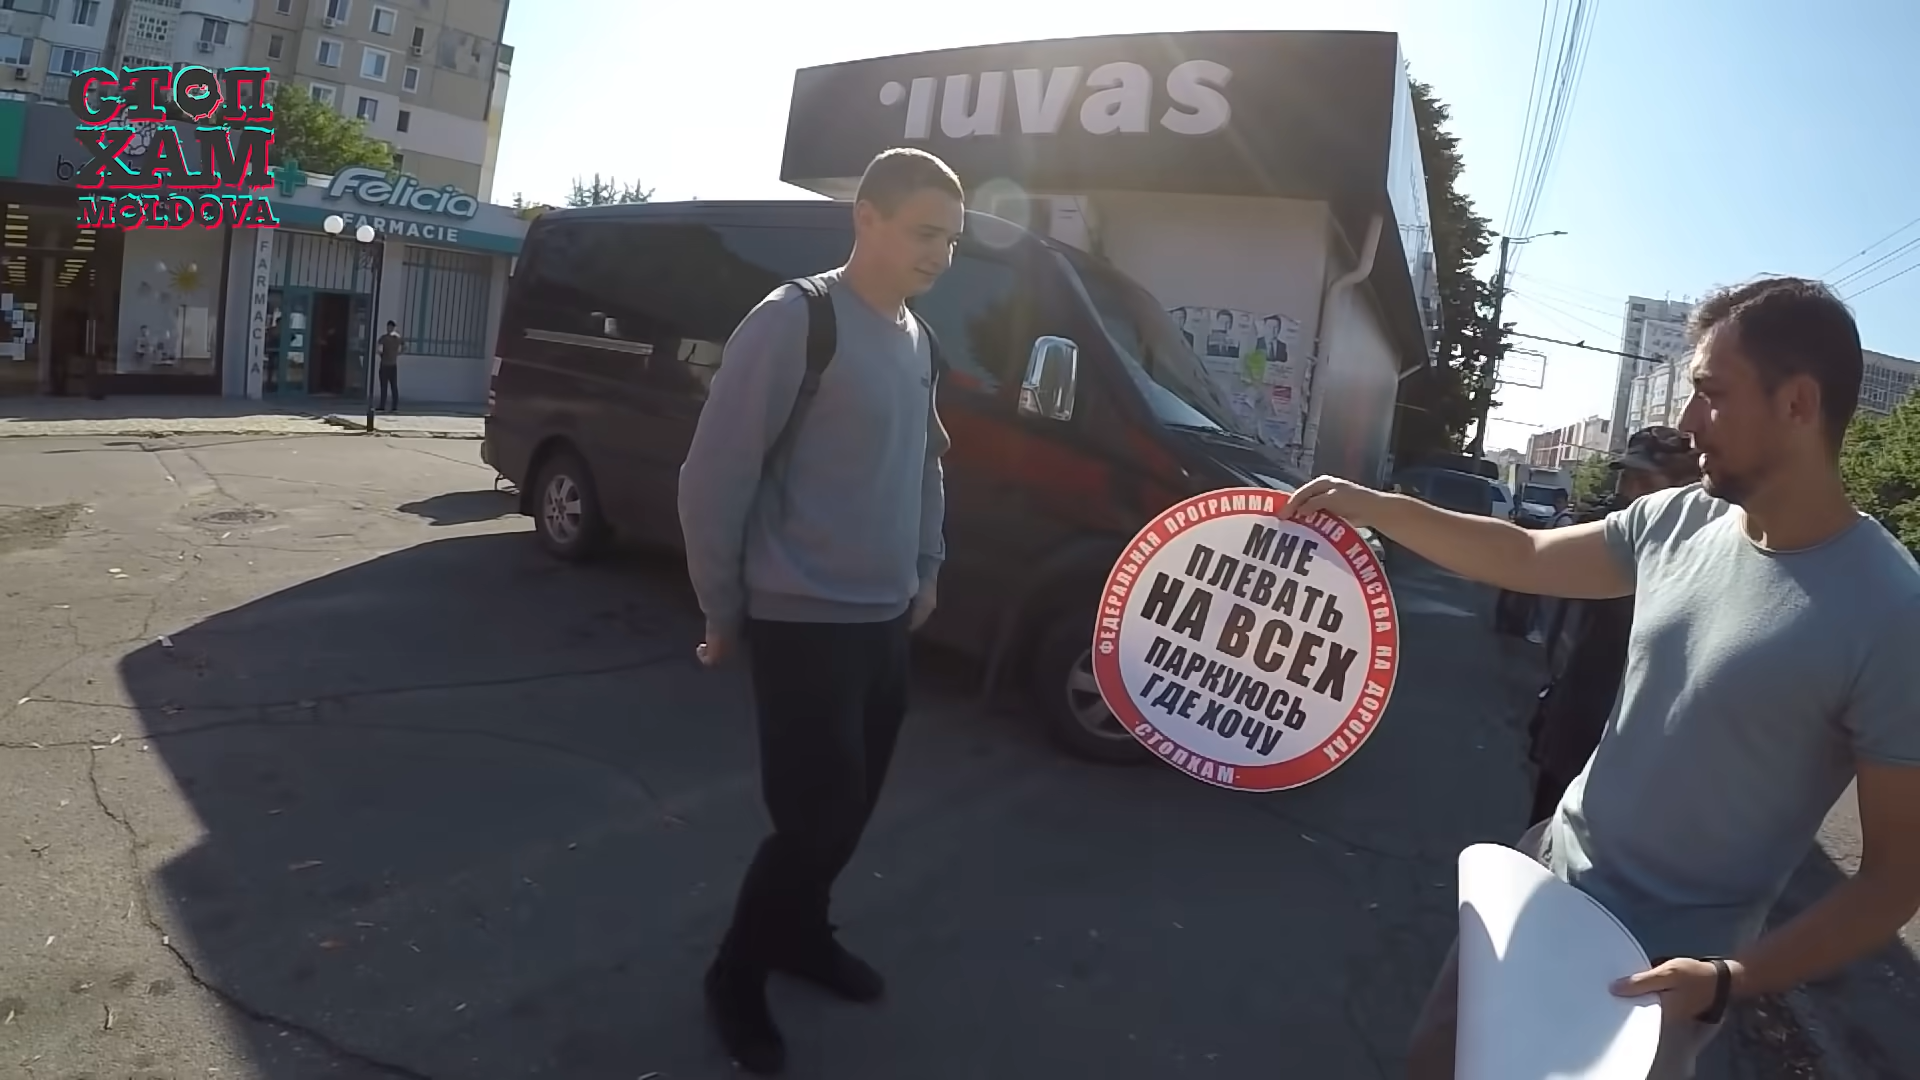 СТОП
ХАМ
MOLDOVA
Felicia
FARMACIE
FARMACIA
iuvas
ФЕДЕРАЛЬНАЯ ПРОГРАММА ПРОТИВ ХАМСТВА НА ДОРОГАХ
МНЕ
ПЛЕВАТЬ
НА ВСЕХ
ПАРКУЮСЬ
ГДЕ ХОЧУ
·СТОПХАМ·